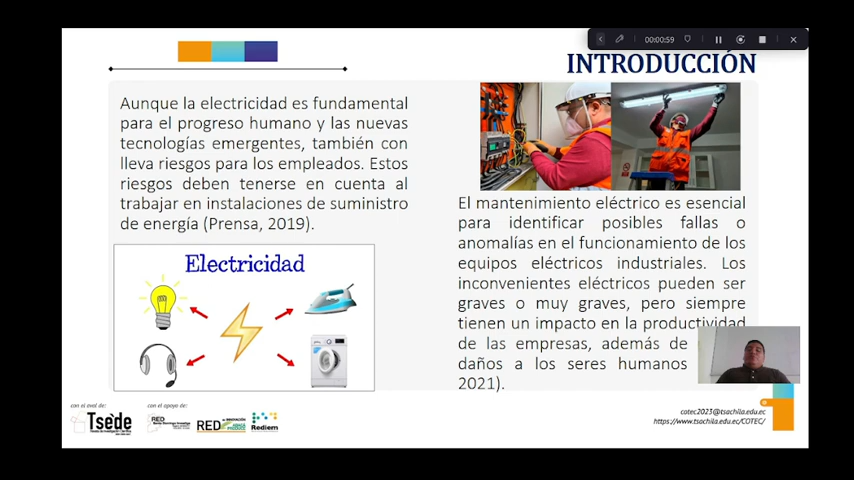 00:00:59
INTRODUCCIÓN
Aunque la electricidad es fundamental
para el progreso humano y las nuevas
tecnologías emergentes, también con
lleva riesgos para los empleados. Estos
riesgos deben tenerse en cuenta al
trabajar en instalaciones de suministro
de energía (Prensa, 2019).
Electricidad
El mantenimiento eléctrico es esencial
para identificar posibles fallas o
anomalías en el funcionamiento de los
equipos eléctricos industriales. Los
inconvenientes eléctricos pueden ser
graves o muy graves, pero siempre
tienen un impacto en la productividad
de las empresas, además de
daños a los seres humanos
2021).
con el aval de:
Tsède
con el apoyo de:
RED
RED
Rediem
cotec2023@tsachila.edu.ec
https://www.tsachila.edu.ec/COTEC/